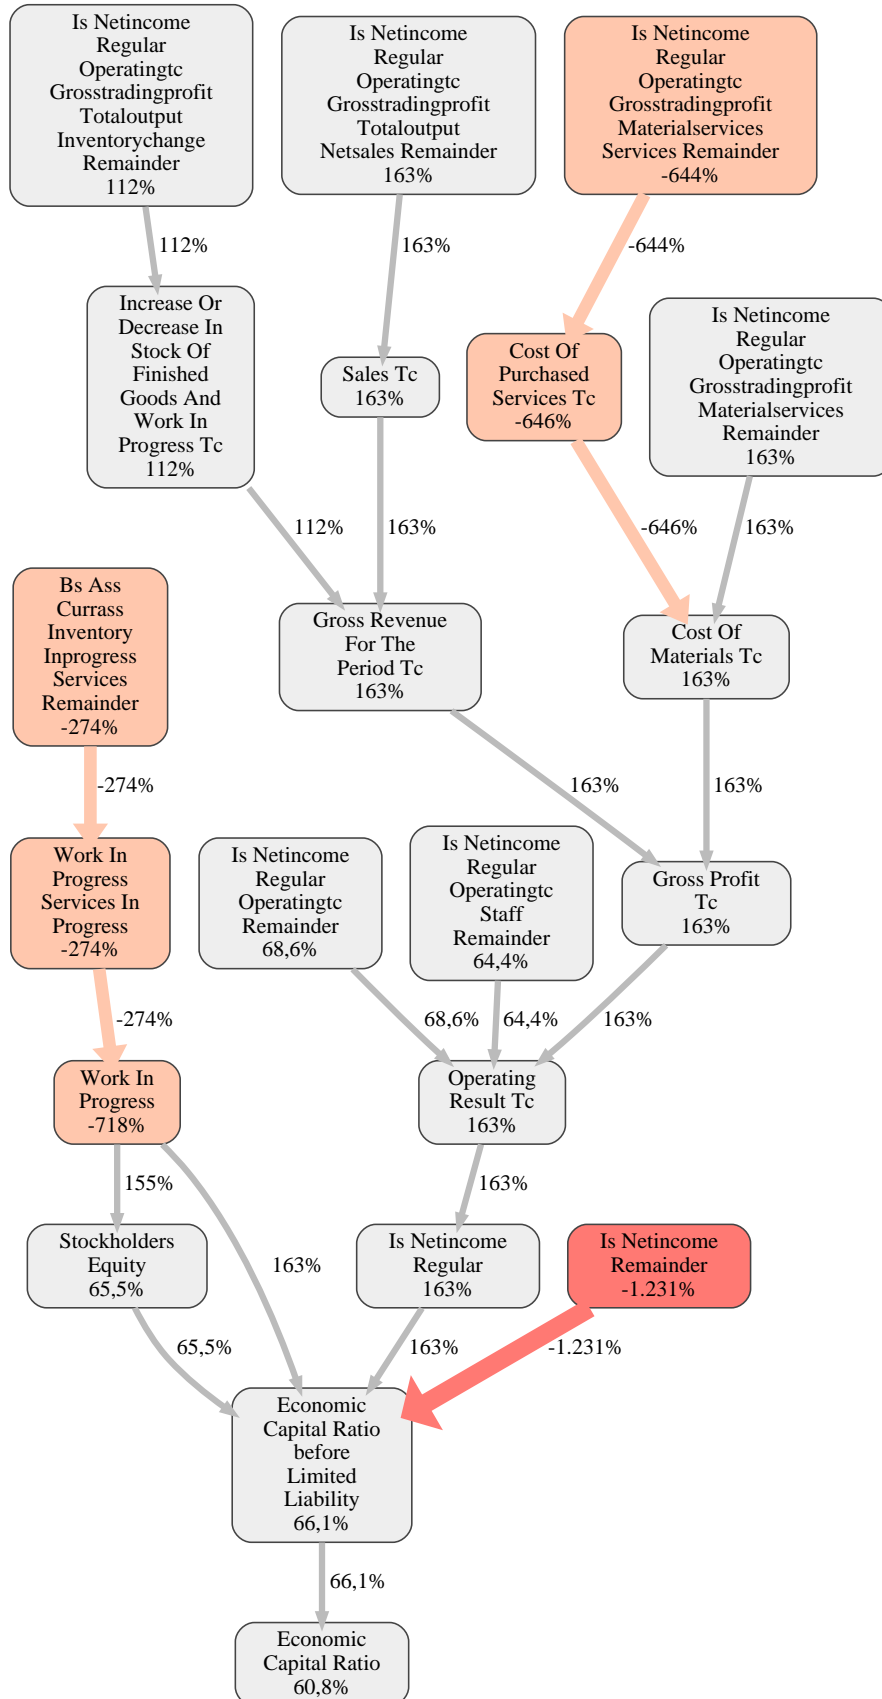 Is Netincome
Regular
Operatingtc
Grosstradingprofit
Totaloutput
Inventorychange
Remainder
112%
Is Netincome
Regular
Operatingtc
Grosstradingprofit
Totaloutput
Netsales Remainder
163%
Is Netincome
Regular
Operatingtc
Grosstradingprofit
Materialservices
Services Remainder
-644%
112%
163%
-644%
Increase Or
Decrease In
Stock Of
Finished
Goods And
Work In
Progress Tc
112%
Sales Tc
163%
Cost Of
Purchased
Services Tc
-646%
Is Netincome
Regular
Operatingtc
Grosstradingprofit
Materialservices
Remainder
163%
112%
163%
-646%
163%
Bs Ass
Currass
Inventory
Inprogress
Services
Remainder
-274%
Gross Revenue
For The
Period Tc
163%
Cost Of
Materials Tc
163%
-274%
163%
163%
Work In
Progress
Services In
Progress
-274%
Is Netincome
Regular
Operatingtc
Remainder
68,6%
Is Netincome
Regular
Operatingtc
Staff
Remainder
64,4%
Gross Profit
Tc
163%
-274%
68,6%
64,4%
163%
Work In
Progress
-718%
Operating
Result Tc
163%
155%
163%
163%
Stockholders
Equity
65,5%
Is Netincome
Regular
163%
Is Netincome
Remainder
-1.231%
65,5%
163%
-1.231%
Economic
Capital Ratio
before
Limited
Liability
66,1%
66,1%
Economic
Capital Ratio
60,8%